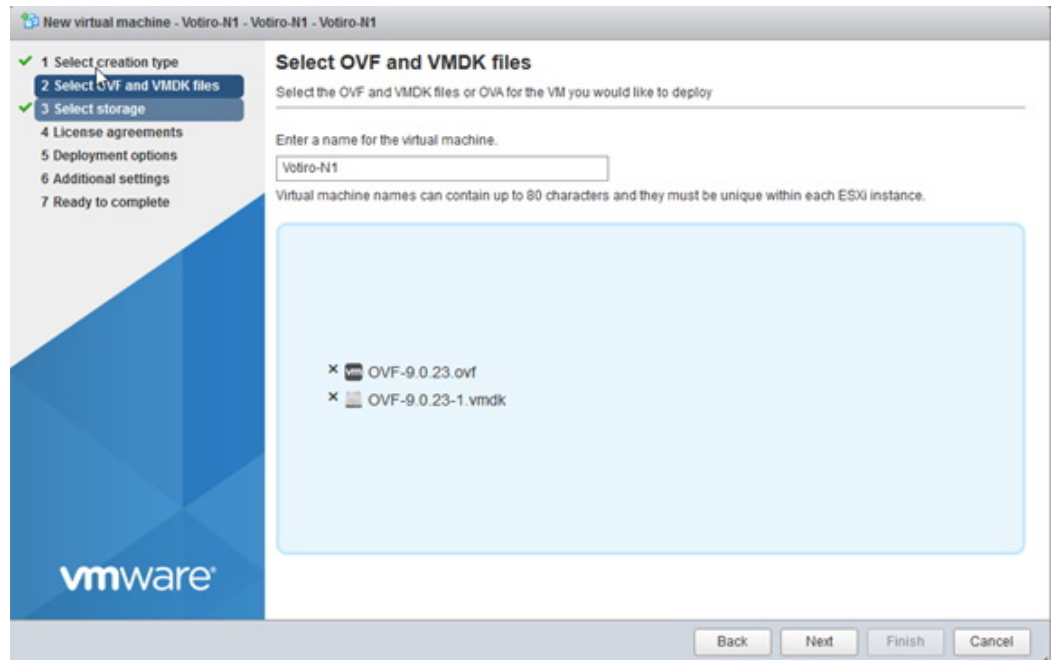 New virtual machine - Votiro-N1 - Votiro-N1 - Votiro-N1
1 Select creation type
2 Select OVF and VMDK files
3 Select storage
4 License agreements
5 Deployment options
6 Additional settings
7 Ready to complete
vmware®
Select OVF and VMDK files
Select the OVF and VMDK files or OVA for the VM you would like to deploy
Enter a name for the virtual machine.
Votiro-N1
Virtual machine names can contain up to 80 characters and they must be unique within each ESXi instance.
× vm OVF-9.0.23.ovf
× OVF-9.0.23-1.vmdk
Back Next Finish Cancel